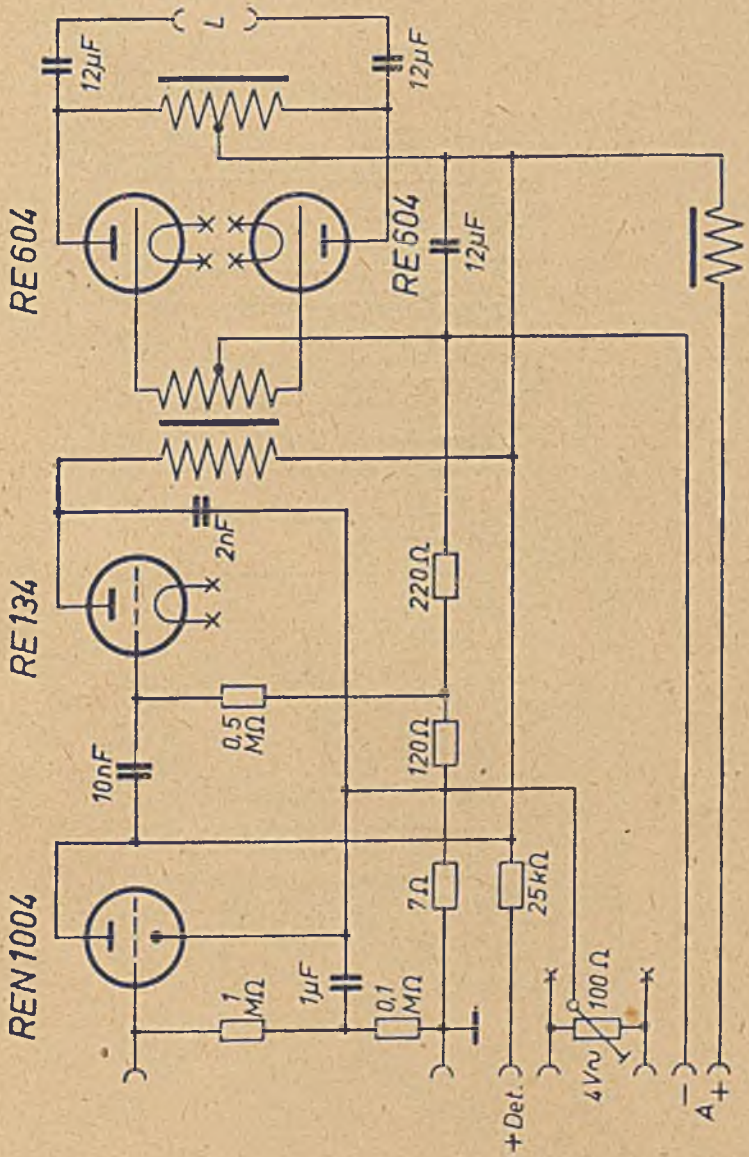 REN1004
RE134
RE604
RE604
12µF
12µF
L
10nF
2nF
0,5
MΩ
12µF
1
MΩ
1µF
0,1
MΩ
7Ω
120Ω
220Ω
25kΩ
+Det.
4V~
100Ω
−
A
+